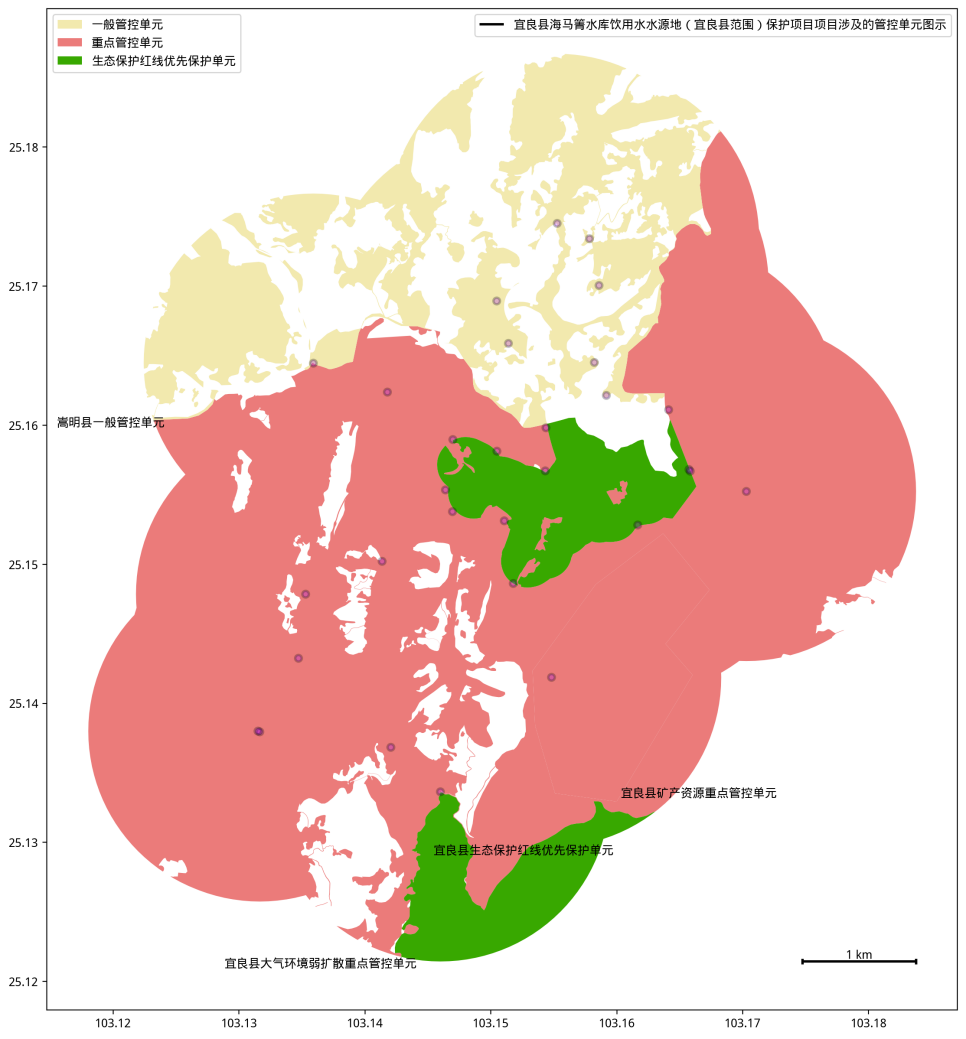 一般管控单元
重点管控单元
生态保护红线优先保护单元
宜良县海马箐水库饮用水水源地（宜良县范围）保护项目项目涉及的管控单元图示
25.18
25.17
25.16
25.15
25.14
25.13
25.12
嵩明县一般管控单元
宜良县矿产资源重点管控单元
宜良县生态保护红线优先保护单元
宜良县大气环境弱扩散重点管控单元
1 km
103.12
103.13
103.14
103.15
103.16
103.17
103.18